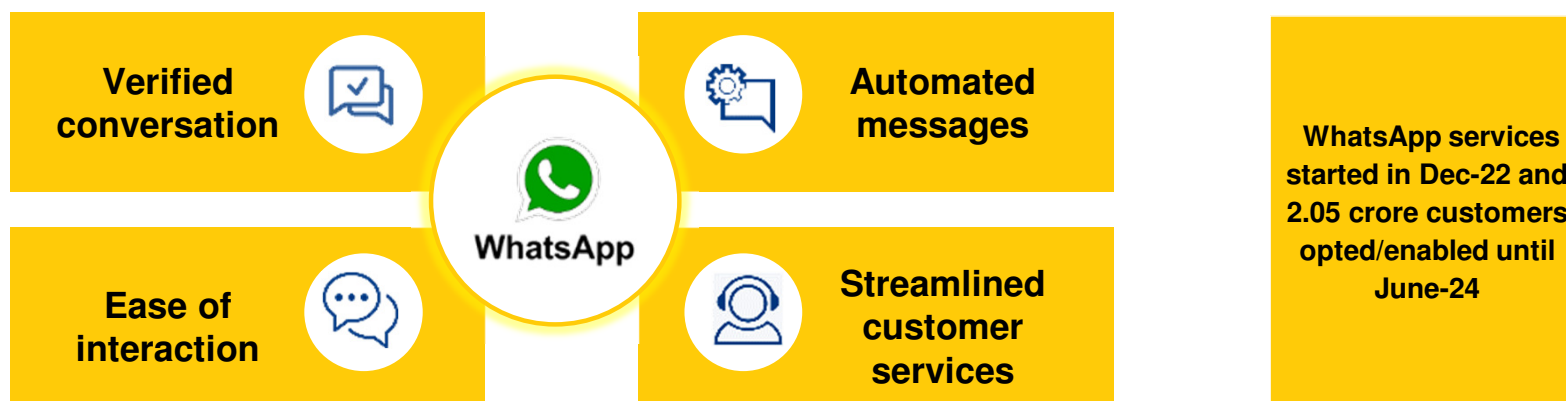 Verified
conversation
Automated
messages
WhatsApp
Ease of
interaction
Streamlined
customer
services
WhatsApp services
started in Dec-22 and
2.05 crore customers
opted/enabled until
June-24